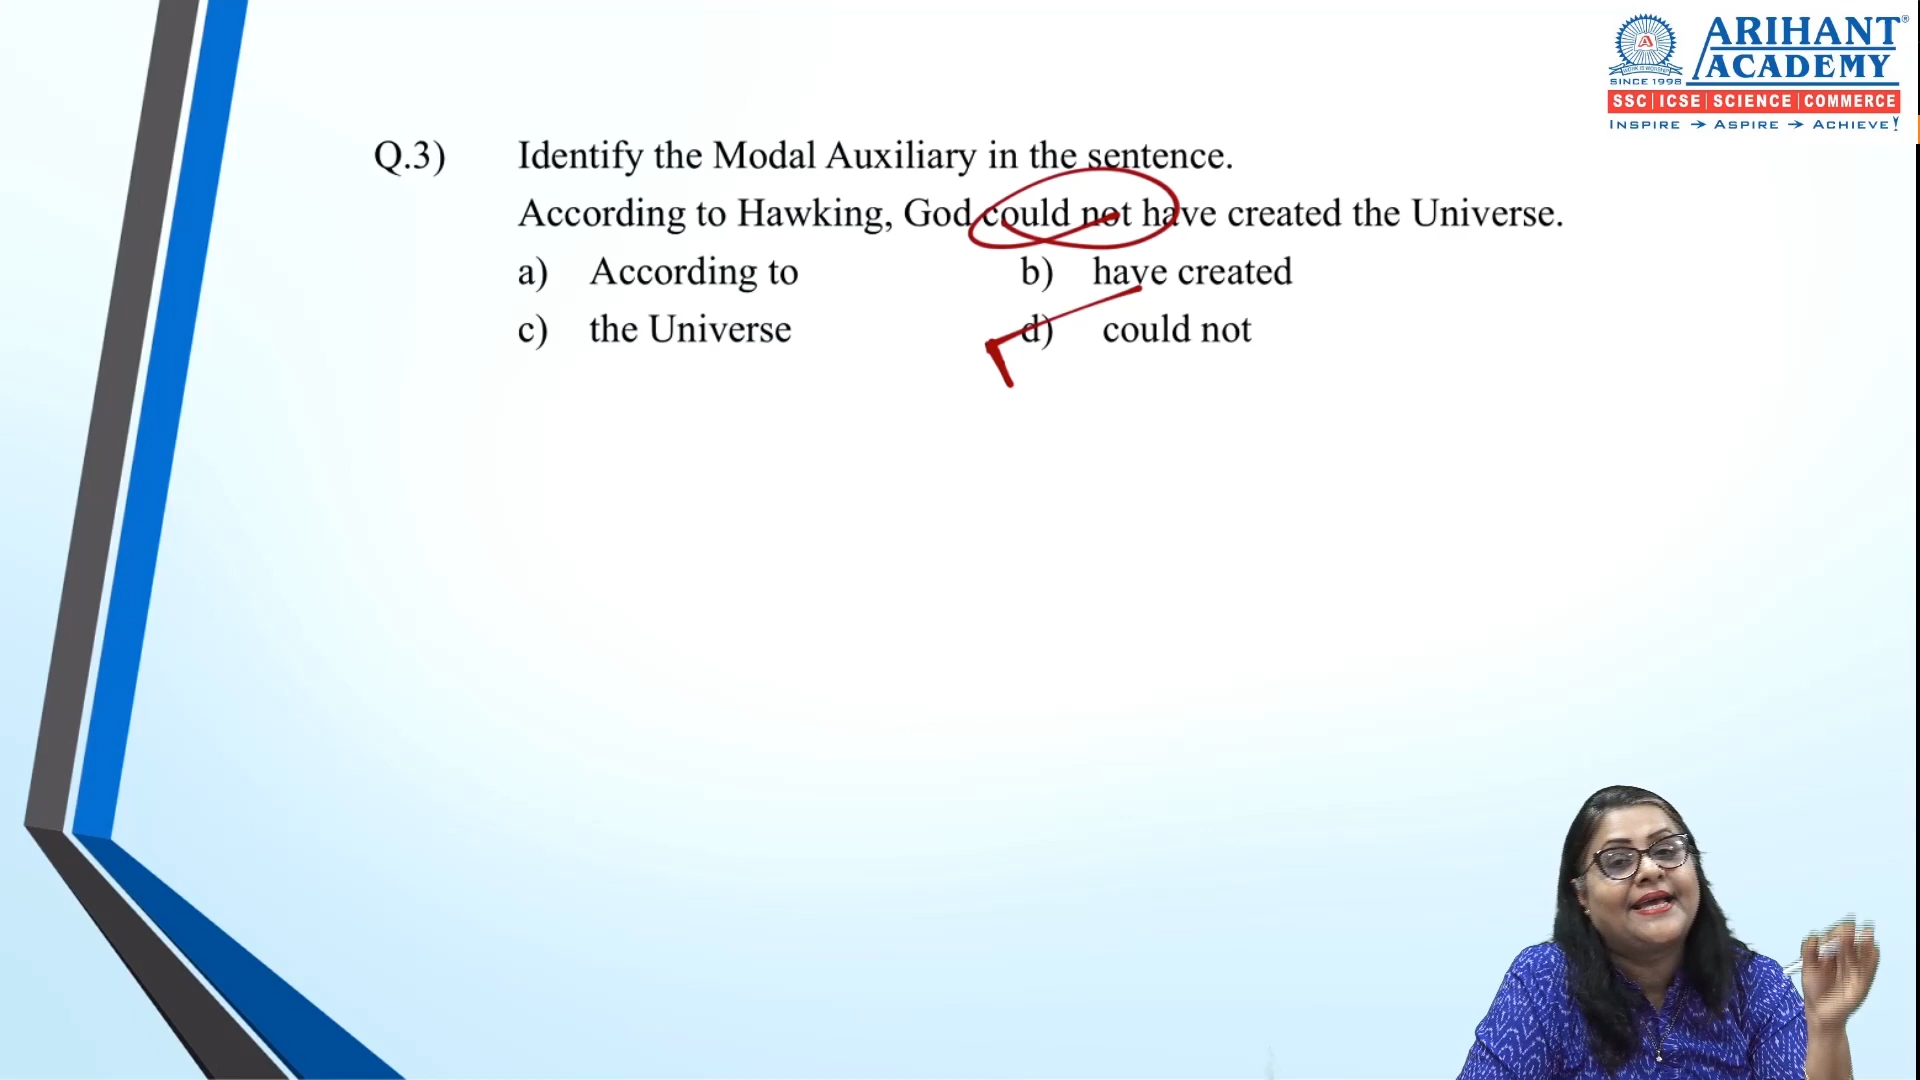 ARIHANT®
ACADEMY
SINCE 1998
SSC | ICSE | SCIENCE | COMMERCE
INSPIRE → ASPIRE → ACHIEVE!
Q.3) Identify the Modal Auxiliary in the sentence.
According to Hawking, God could not have created the Universe.
a) According to b) have created
c) the Universe d) could not